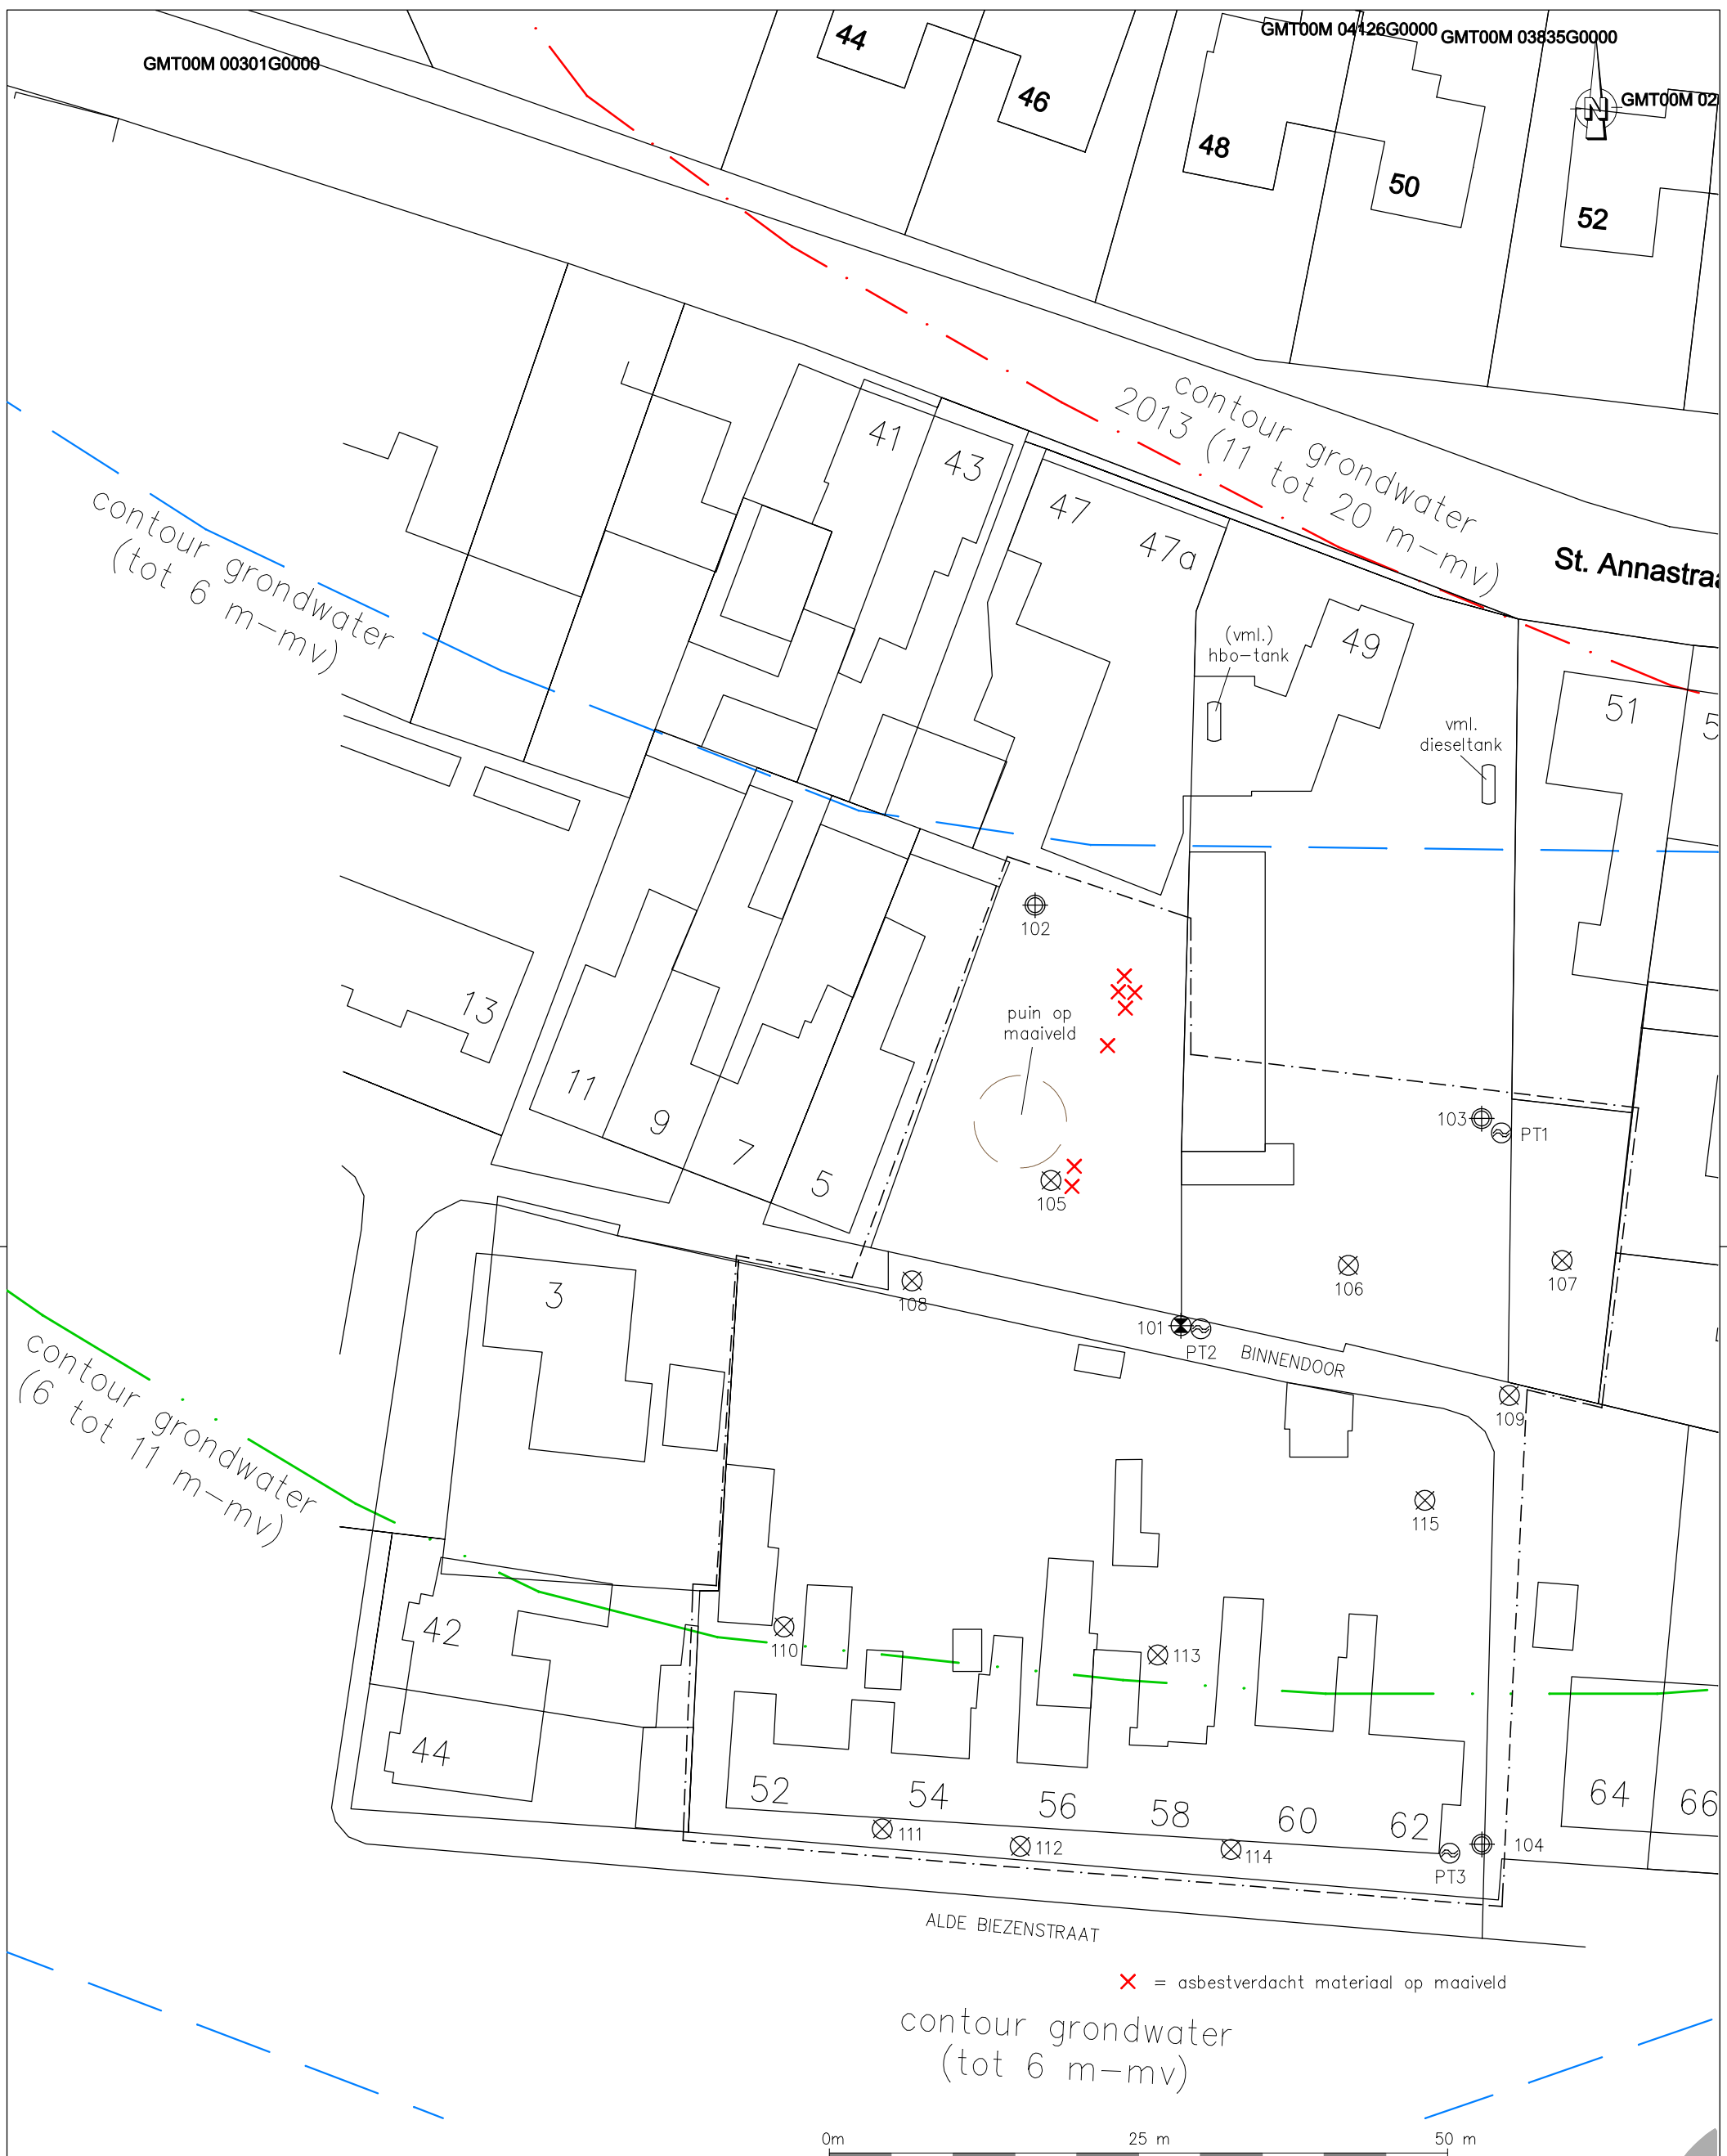 44
GMT00M 04126G0000
GMT00M 03835G0000
GMT00M 00301G0000
46
N
GMT00M 02
48
50
52
contour grondwater
2013 (11 tot 20 m-mv)
41
43
47
47a
St. Annastraa
contour grondwater
(tot 6 m-mv)
(vml.)
hbo-tank
49
51
5
vml.
dieseltank
102
13
puin op
maaiveld
11
9
7
5
103
PT1
105
3
108
106
107
101
PT2
BINNENDOOR
109
contour grondwater
(6 tot 11 m-mv)
115
42
110
113
44
52
54
56
58
60
62
64
66
111
112
114
104
PT3
ALDE BIEZENSTRAAT
= asbestverdacht materiaal op maaiveld
contour grondwater
(tot 6 m-mv)
0m
25 m
50 m